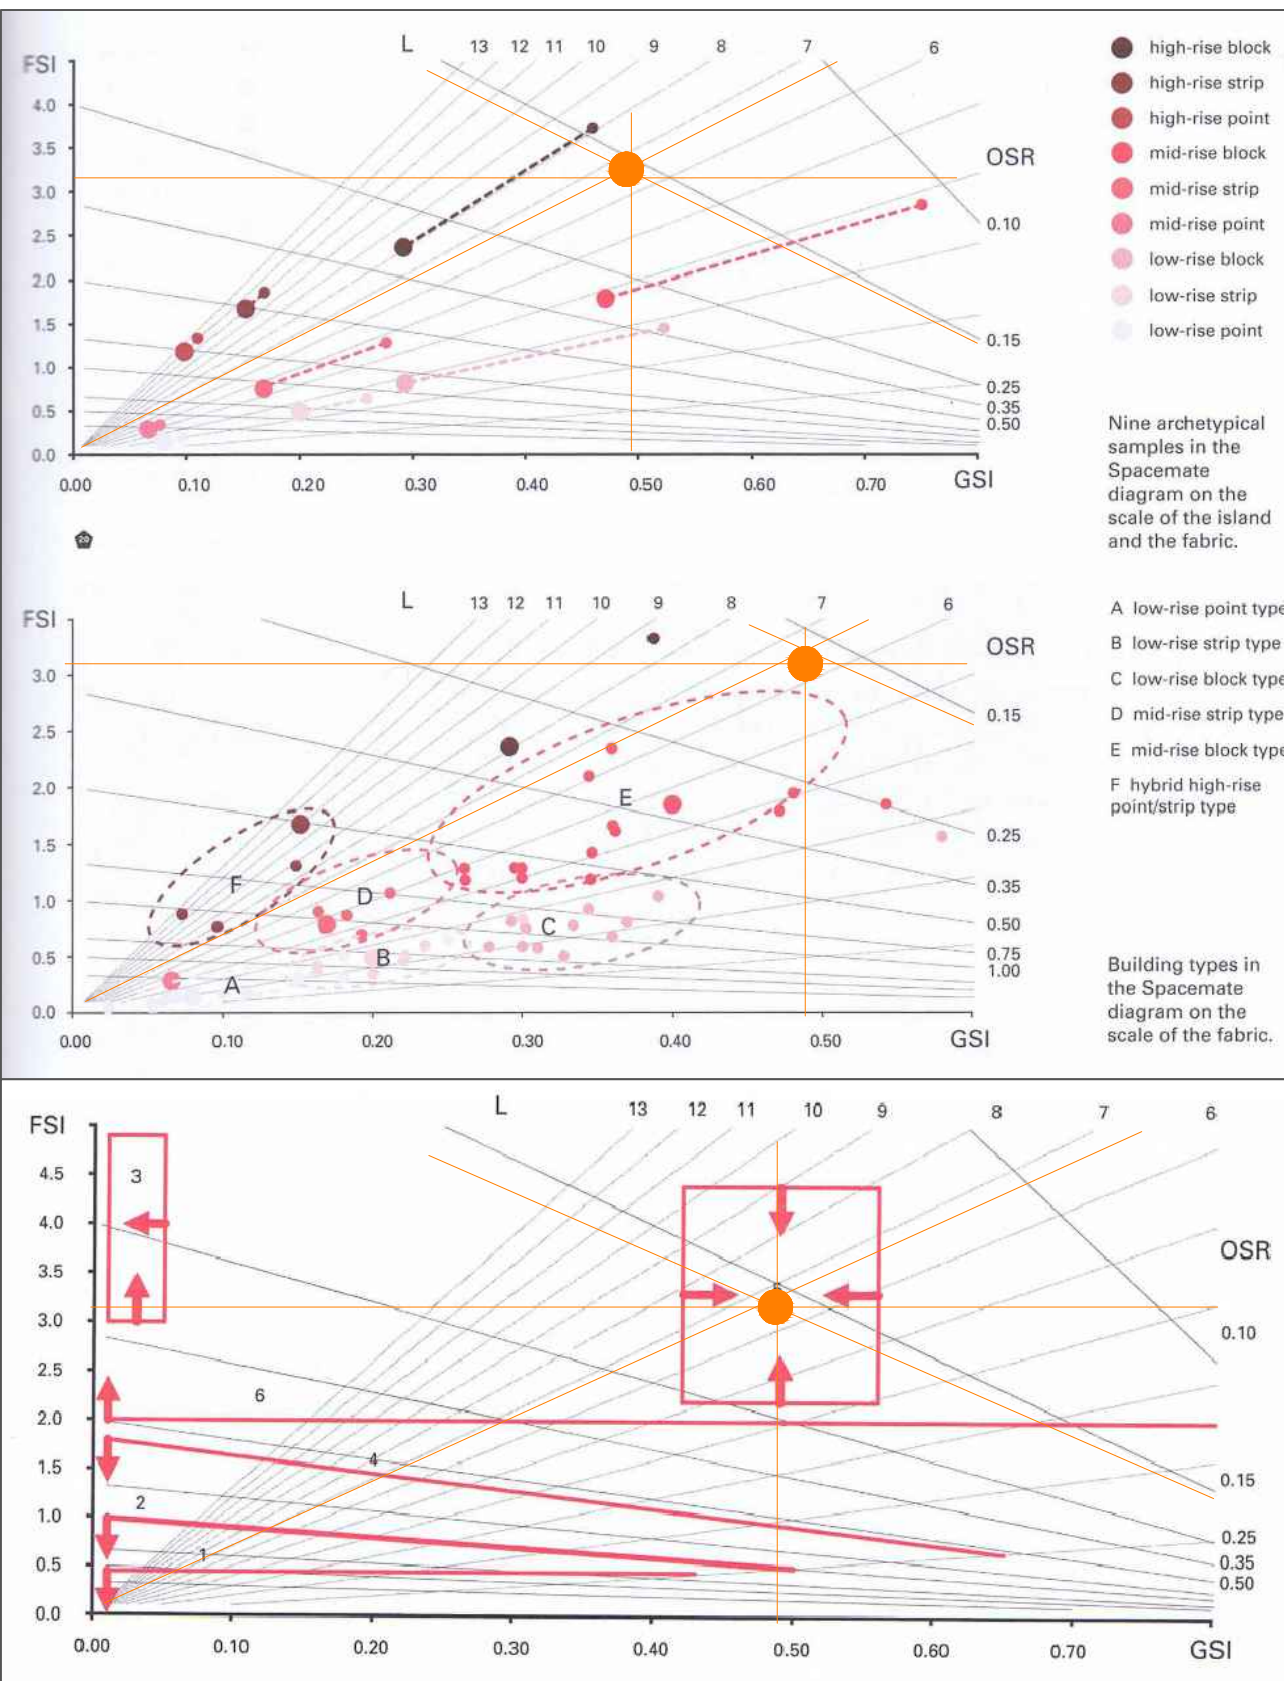 L 13 12 11 10 9 8 7 6
FSI
4.0
3.5
3.0
2.5
2.0
1.5
1.0
0.5
0.0
OSR
0.10
0.15
0.25
0.35
0.50
0.00 0.10 0.20 0.30 0.40 0.50 0.60 0.70 GSI
high-rise block
high-rise strip
high-rise point
mid-rise block
mid-rise strip
mid-rise point
low-rise block
low-rise strip
low-rise point
Nine archetypical
samples in the
Spacemate
diagram on the
scale of the island
and the fabric.
20
L 13 12 11 10 9 8 7 6
FSI
3.0
2.5
2.0
1.5
1.0
0.5
0.0
OSR
0.15
0.25
0.35
0.50
0.75
1.00
E
F
D
C
B
A
0.00 0.10 0.20 0.30 0.40 0.50 GSI
A low-rise point type
B low-rise strip type
C low-rise block type
D mid-rise strip type
E mid-rise block type
F hybrid high-rise
point/strip type
Building types in
the Spacemate
diagram on the
scale of the fabric.
L 13 12 11 10 9 8 7 6
FSI
4.5
4.0
3.5
3.0
2.5
2.0
1.5
1.0
0.5
0.0
3
6
4
2
1
OSR
0.10
0.15
0.25
0.35
0.50
0.00 0.10 0.20 0.30 0.40 0.50 0.60 0.70 GSI